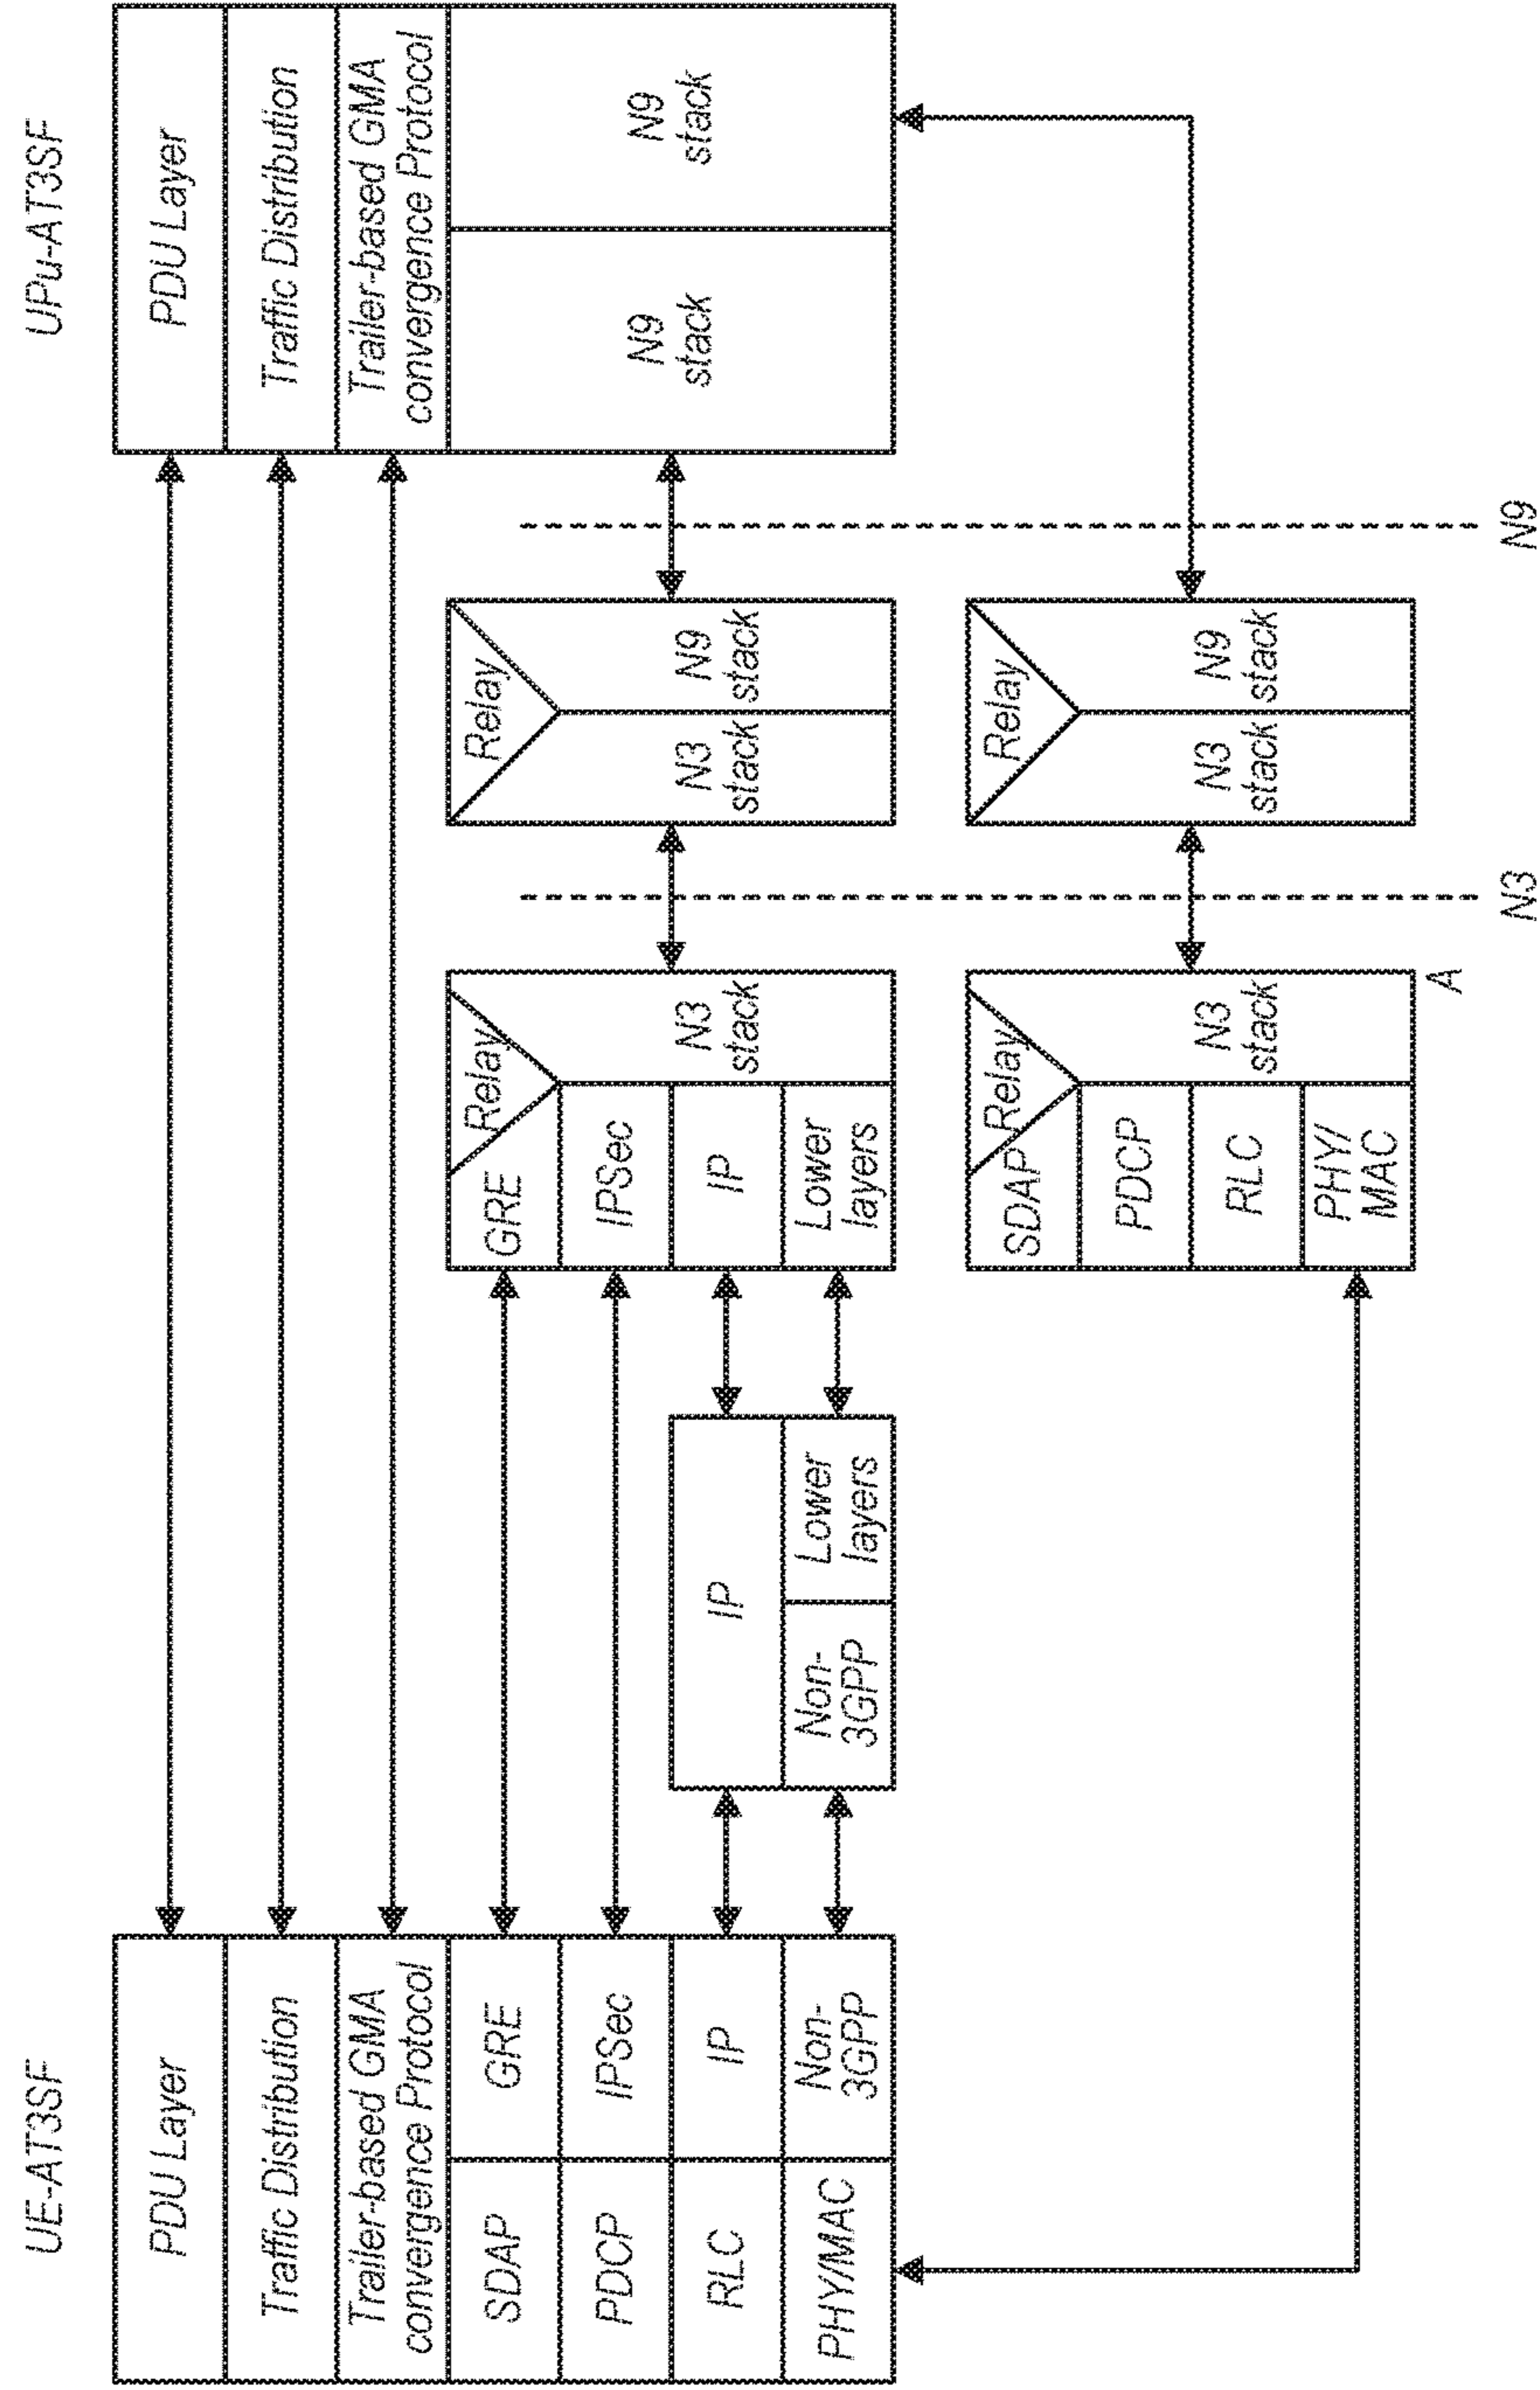 UE-AT3SF
UPu-AT3SF
PDU Layer
Traffic Distribution
Trailer-based GMA
convergence Protocol
SDAP
GRE
PDCP
IPSec
RLC
IP
PHY/MAC
Non-
3GPP
IP
Non-
3GPP
Lower
layers
GRE
Relay
IPSec
IP
Lower
layers
N3
stack
Relay
N3
stack
N9
stack
PDU Layer
Traffic Distribution
Trailer-based GMA
convergence Protocol
N9
stack
N9
stack
SDAP
Relay
PDCP
RLC
PHY/
MAC
N3
stack
A
Relay
N3
stack
N9
stack
N3
N9